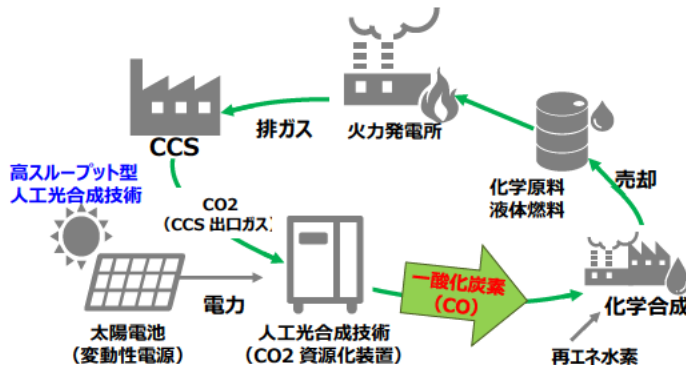 火力発電所
排ガス
CCS
高スループット型
人工光合成技術
CO2
（CCS 出口ガス）
化学原料
液体燃料
売却
一酸化炭素
（CO）
電力
太陽電池
（変動性電源）
人工光合成技術
（CO2 資源化装置）
化学合成
再エネ水素